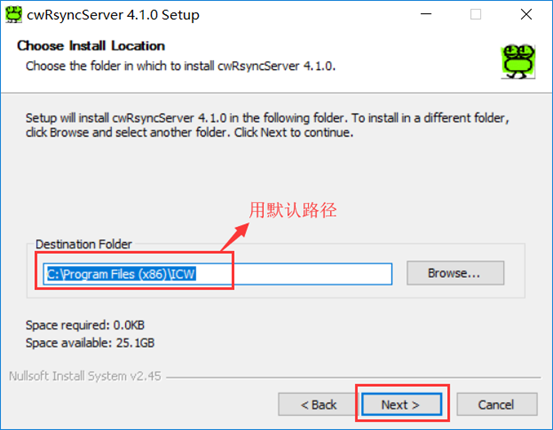 cwRsyncServer 4.1.0 Setup
Choose Install Location
Choose the folder in which to install cwRsyncServer 4.1.0.
Setup will install cwRsyncServer 4.1.0 in the following folder. To install in a different folder,
click Browse and select another folder. Click Next to continue.
用默认路径
Destination Folder
C:\Program Files (x86)\ICW
Browse...
Space required: 0.0KB
Space available: 25.1GB
Nullsoft Install System v2.45
< Back
Next >
Cancel